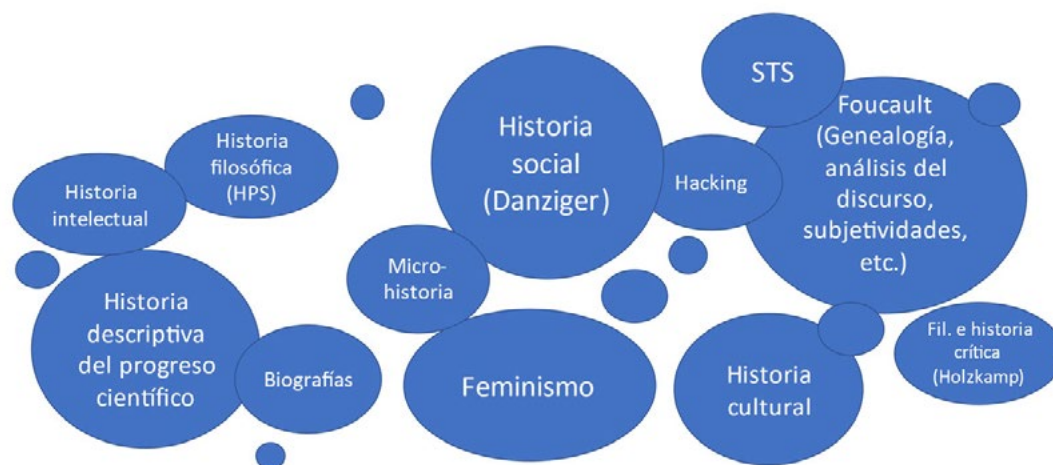 STS
Foucault
(Genealogía,
análisis del
discurso,
subjetividades,
etc.)
Historia
social
(Danziger)
Hacking
Historia
filosófica
(HPS)
Historia
intelectual
Micro-
historia
Historia
descriptiva
del progreso
científico
Biografías
Feminismo
Historia
cultural
Fil. e historia
crítica
(Holzkamp)